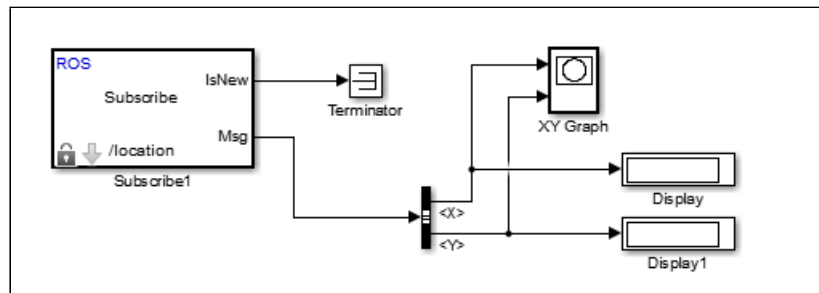 ROS
IsNew
Subscribe
Msg
/location
Subscribe1
Terminator
XY Graph
<X>
<Y>
Display
Display1